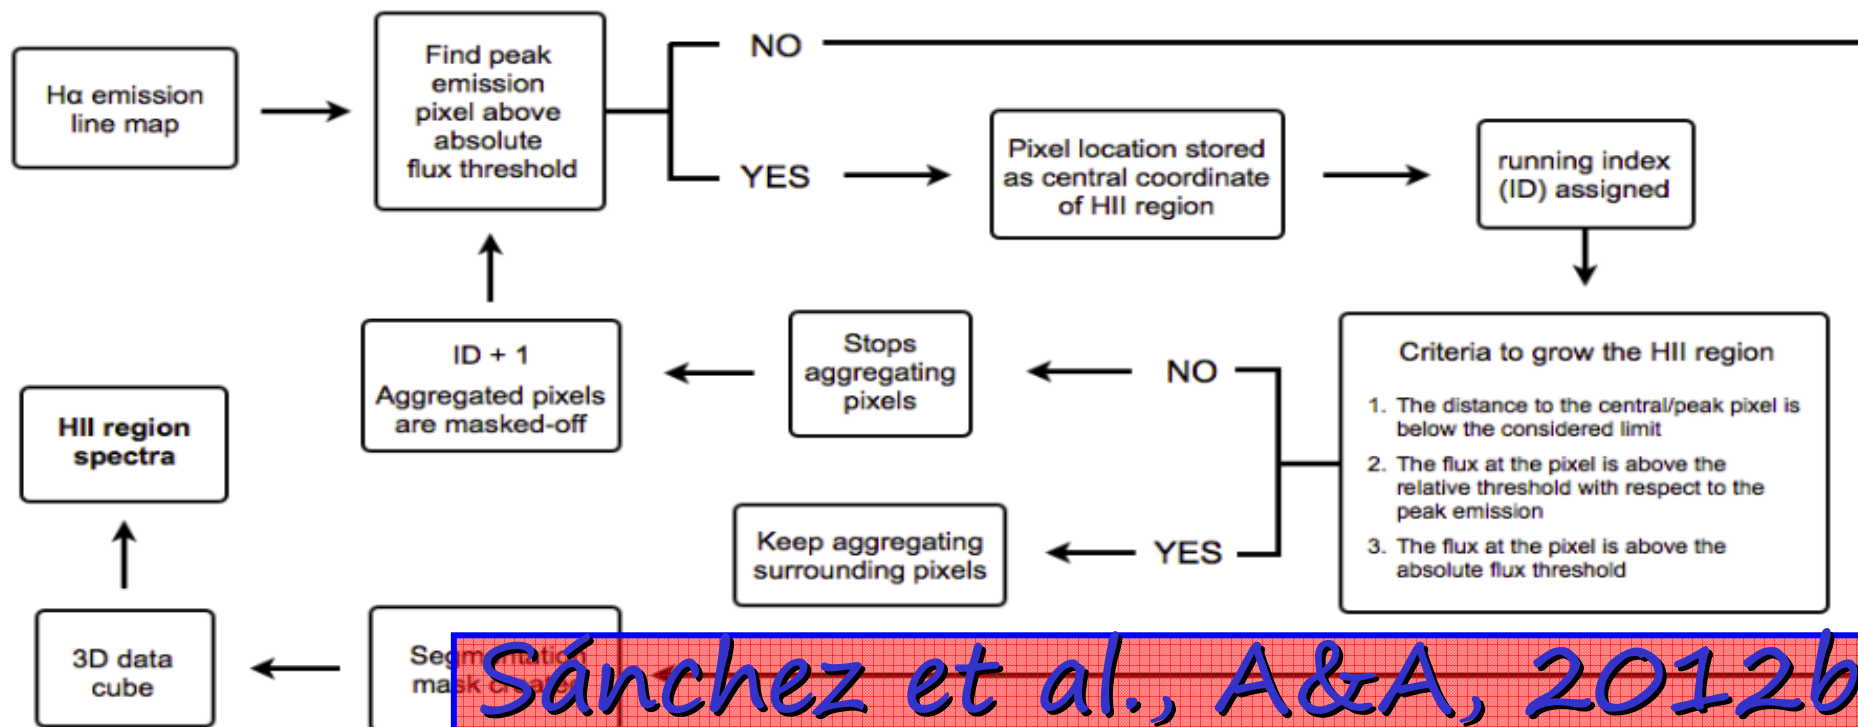 Hα emission
line map
Find peak
emission
pixel above
absolute
flux threshold
NO
YES
Pixel location stored
as central coordinate
of HII region
running index
(ID) assigned
Criteria to grow the HII region
1. The distance to the central/peak pixel is
below the considered limit
2. The flux at the pixel is above the
relative threshold with respect to the
peak emission
3. The flux at the pixel is above the
absolute flux threshold
NO
YES
Stops
aggregating
pixels
Keep aggregating
surrounding pixels
ID + 1
Aggregated pixels
are masked-off
Segmentation
mask created
3D data
cube
HII region
spectra
Sánchez et al., A&A, 2012b